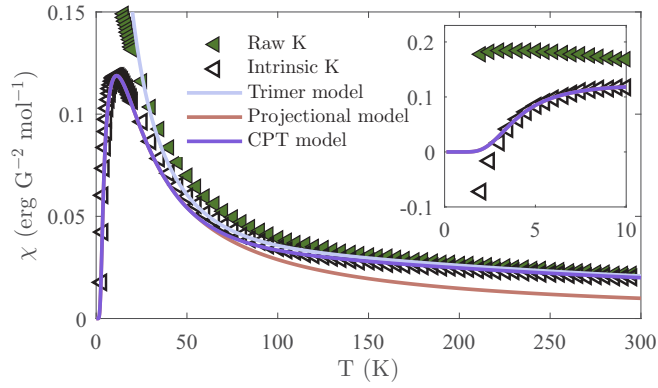 χ (erg G⁻² mol⁻¹)
0.15
0.1
0.05
0
Raw K
Intrinsic K
Trimer model
Projectional model
CPT model
0.2
0.1
0
-0.1
0 5 10
0 50 100 150 200 250 300
T (K)